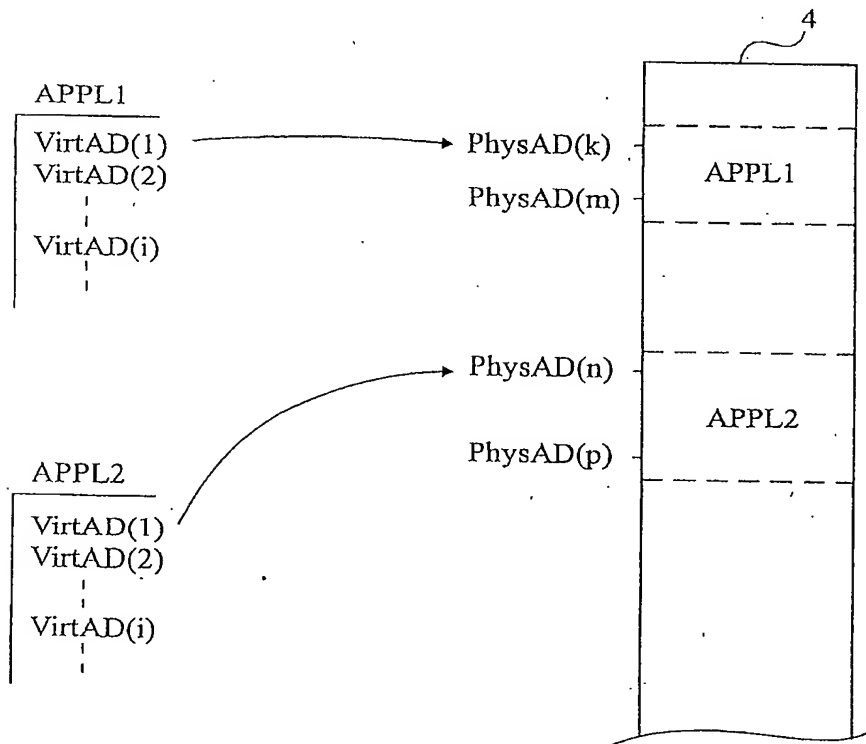 4
APPL1
VirtAD(1)
VirtAD(2)
VirtAD(i)
PhysAD(k)
PhysAD(m)
APPL1
PhysAD(n)
PhysAD(p)
APPL2
APPL2
VirtAD(1)
VirtAD(2)
VirtAD(i)